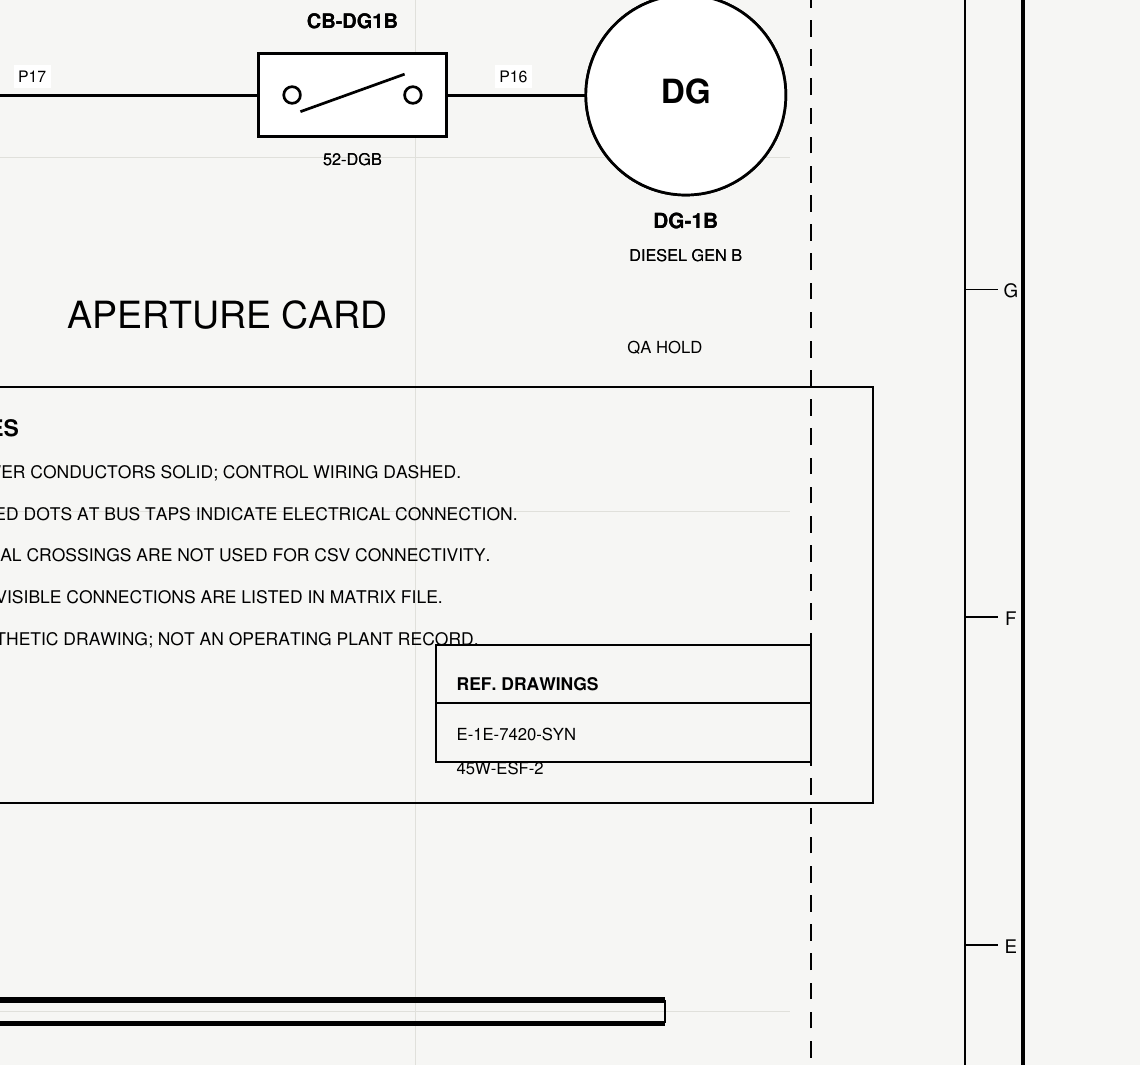 CB-DG1B
P17
P16
DG
52-DGB
DG-1B
DIESEL GEN B
G
APERTURE CARD
QA HOLD
ES
ER CONDUCTORS SOLID; CONTROL WIRING DASHED.
ED DOTS AT BUS TAPS INDICATE ELECTRICAL CONNECTION.
AL CROSSINGS ARE NOT USED FOR CSV CONNECTIVITY.
VISIBLE CONNECTIONS ARE LISTED IN MATRIX FILE.
F
THETIC DRAWING; NOT AN OPERATING PLANT RECORD.
REF. DRAWINGS
E-1E-7420-SYN
45W-ESF-2
E